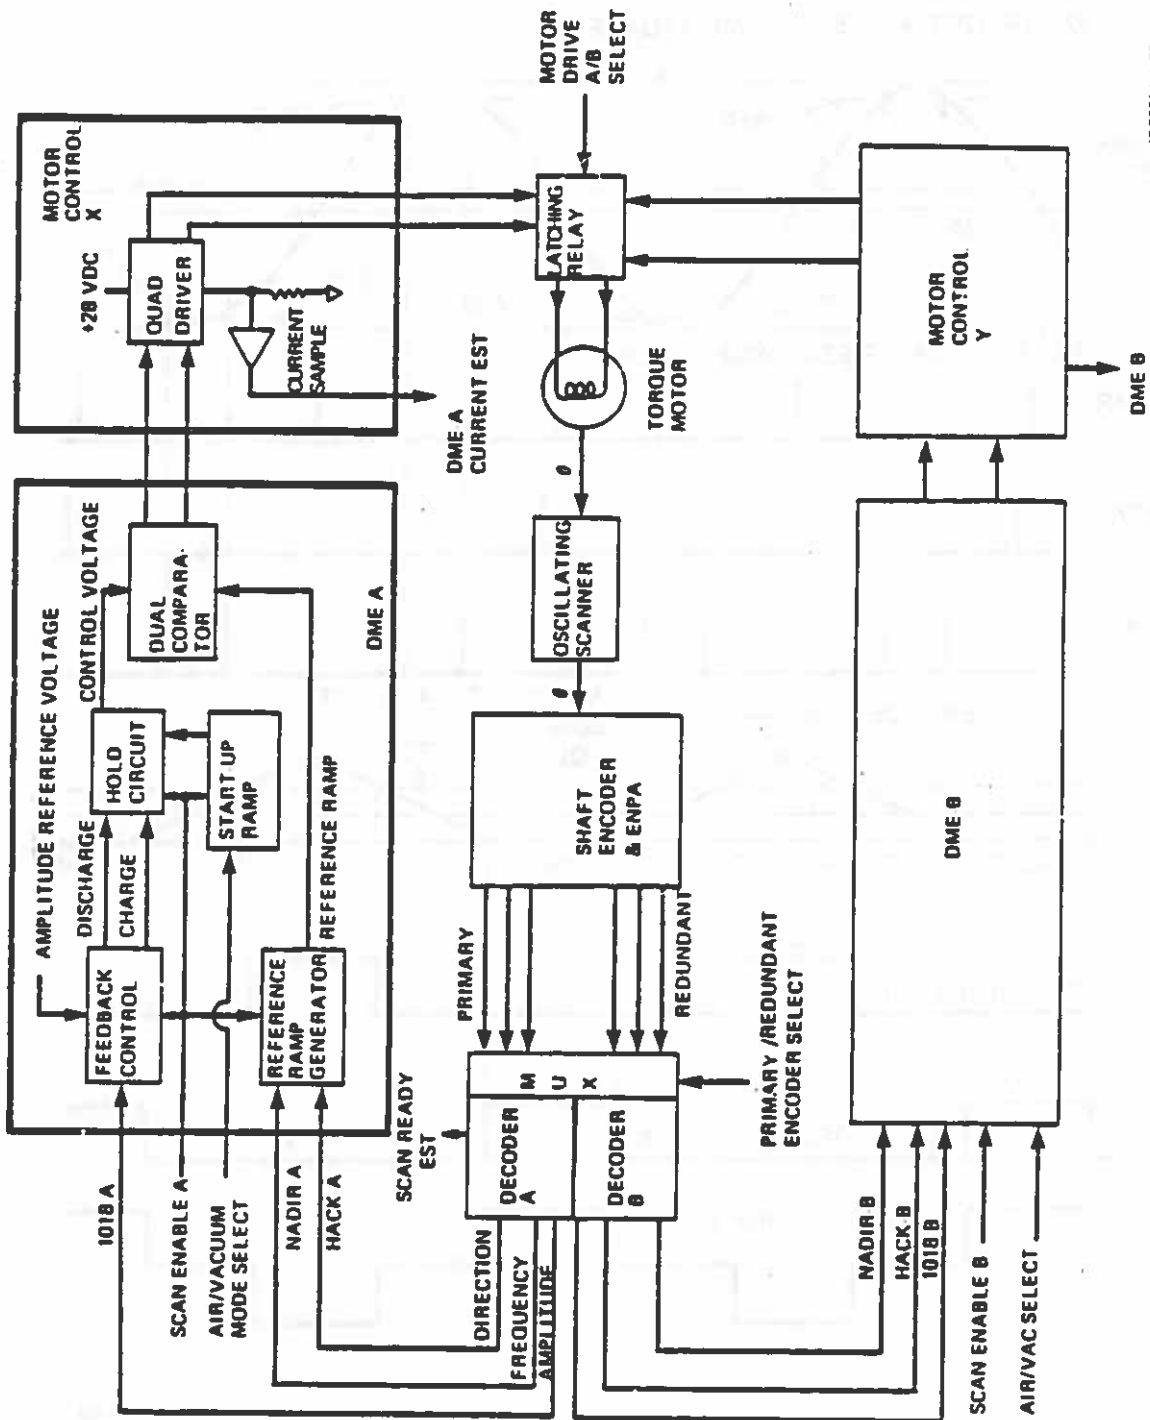 AMPLITUDE REFERENCE VOLTAGE
CONTROL VOLTAGE
DISCHARGE
CHARGE
FEEDBACK
CONTROL
HOLD
CIRCUIT
START-UP
RAMP
DUAL
COMPARA-
TOR
REFERENCE
RAMP
GENERATOR
REFERENCE RAMP
DME A
MOTOR
CONTROL
X
+28 VDC
QUAD
DRIVER
CURRENT
SAMPLE
DME A
CURRENT EST
1018 A
SCAN ENABLE A
AIR/VACUUM
MODE SELECT
NADIR A
HACK A
SCAN READY
EST
DIRECTION
FREQUENCY
AMPLITUDE
DECODER
A
DECODER
B
M U X
PRIMARY
REDUNDANT
PRIMARY/REDUNDANT
ENCODER SELECT
SHAFT
ENCODER
& ENPA
θ
OSCILLATING
SCANNER
θ
TORQUE
MOTOR
LATCHING
RELAY
MOTOR
DRIVE
A/B
SELECT
NADIR-B
HACK-B
1018 B
SCAN ENABLE B
AIR/VAC SELECT
DME-B
MOTOR
CONTROL
Y
DME B